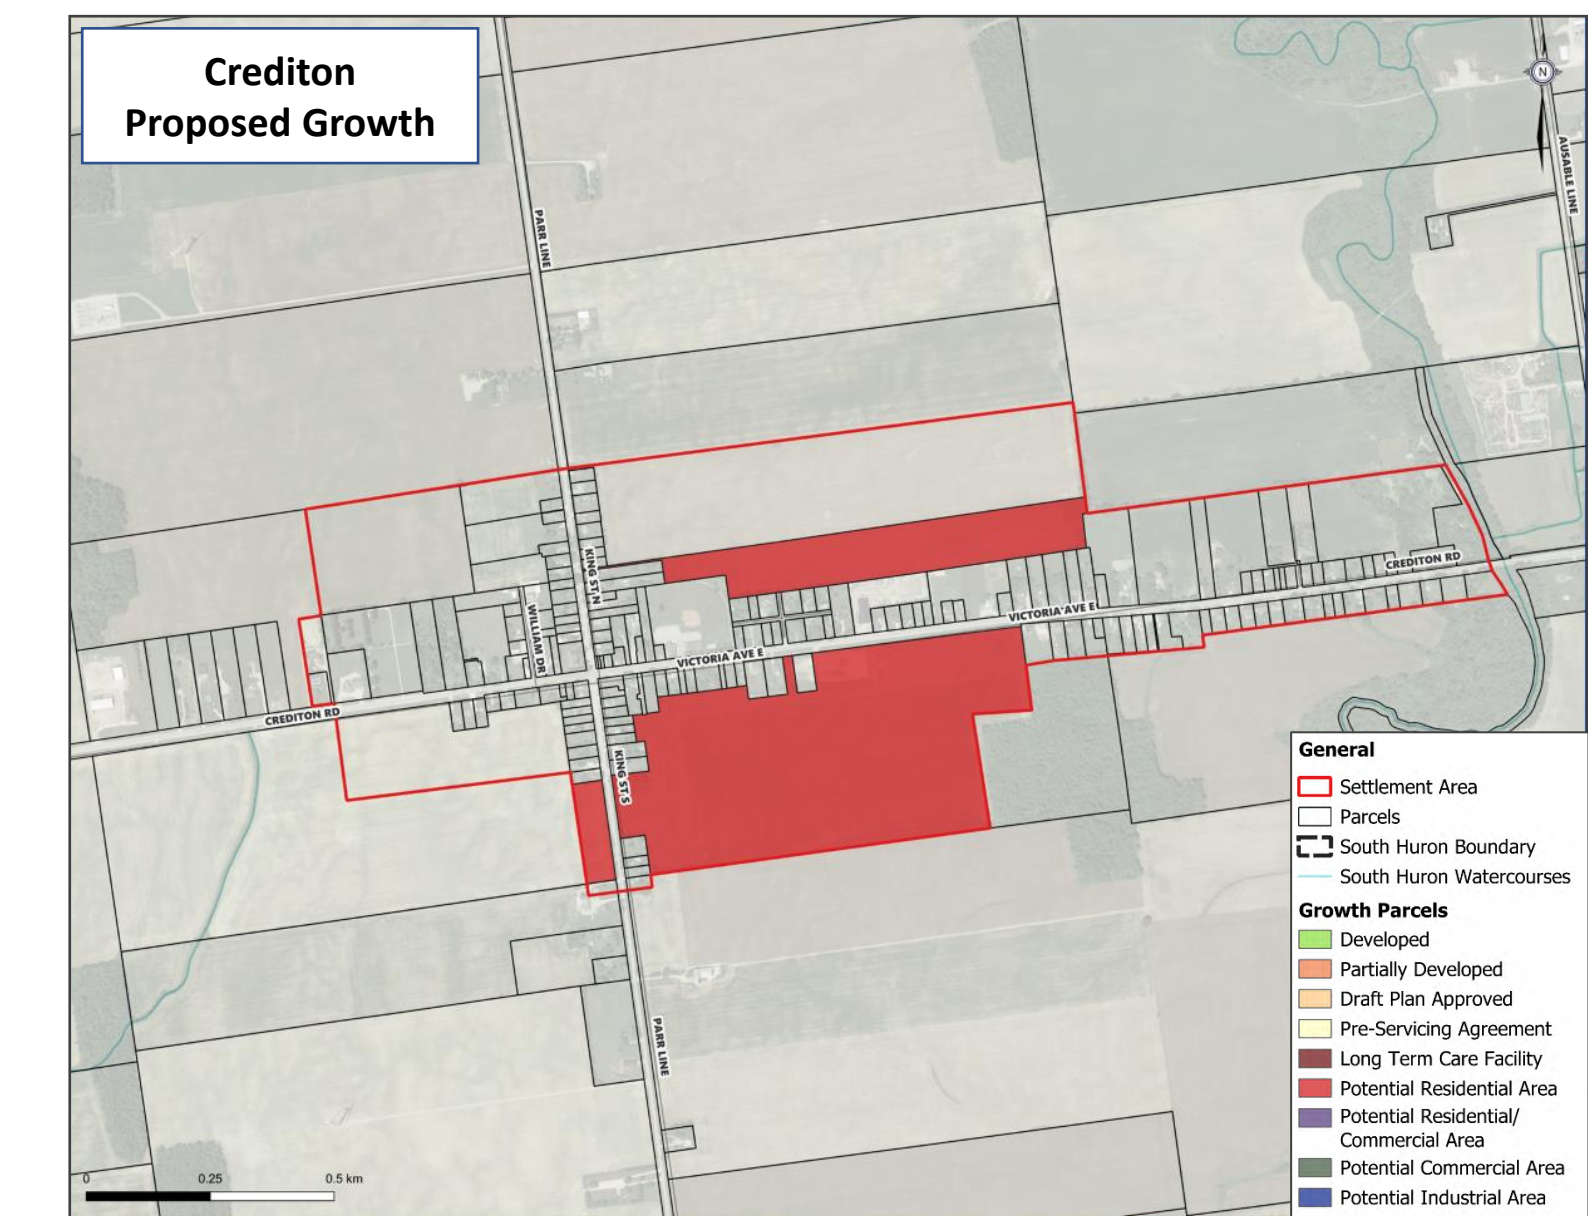 Crediton
Proposed Growth
N
AUSABLE LINE
PARR LINE
KING ST N
WILLIAM DR
VICTORIA AVE E
VICTORIA AVE E
CREDITON RD
CREDITON RD
KING ST S
PARR LINE
General
Settlement Area
Parcels
South Huron Boundary
South Huron Watercourses
Growth Parcels
Developed
Partially Developed
Draft Plan Approved
Pre-Servicing Agreement
Long Term Care Facility
Potential Residential Area
Potential Residential/
Commercial Area
Potential Commercial Area
Potential Industrial Area
0 0.25 0.5 km